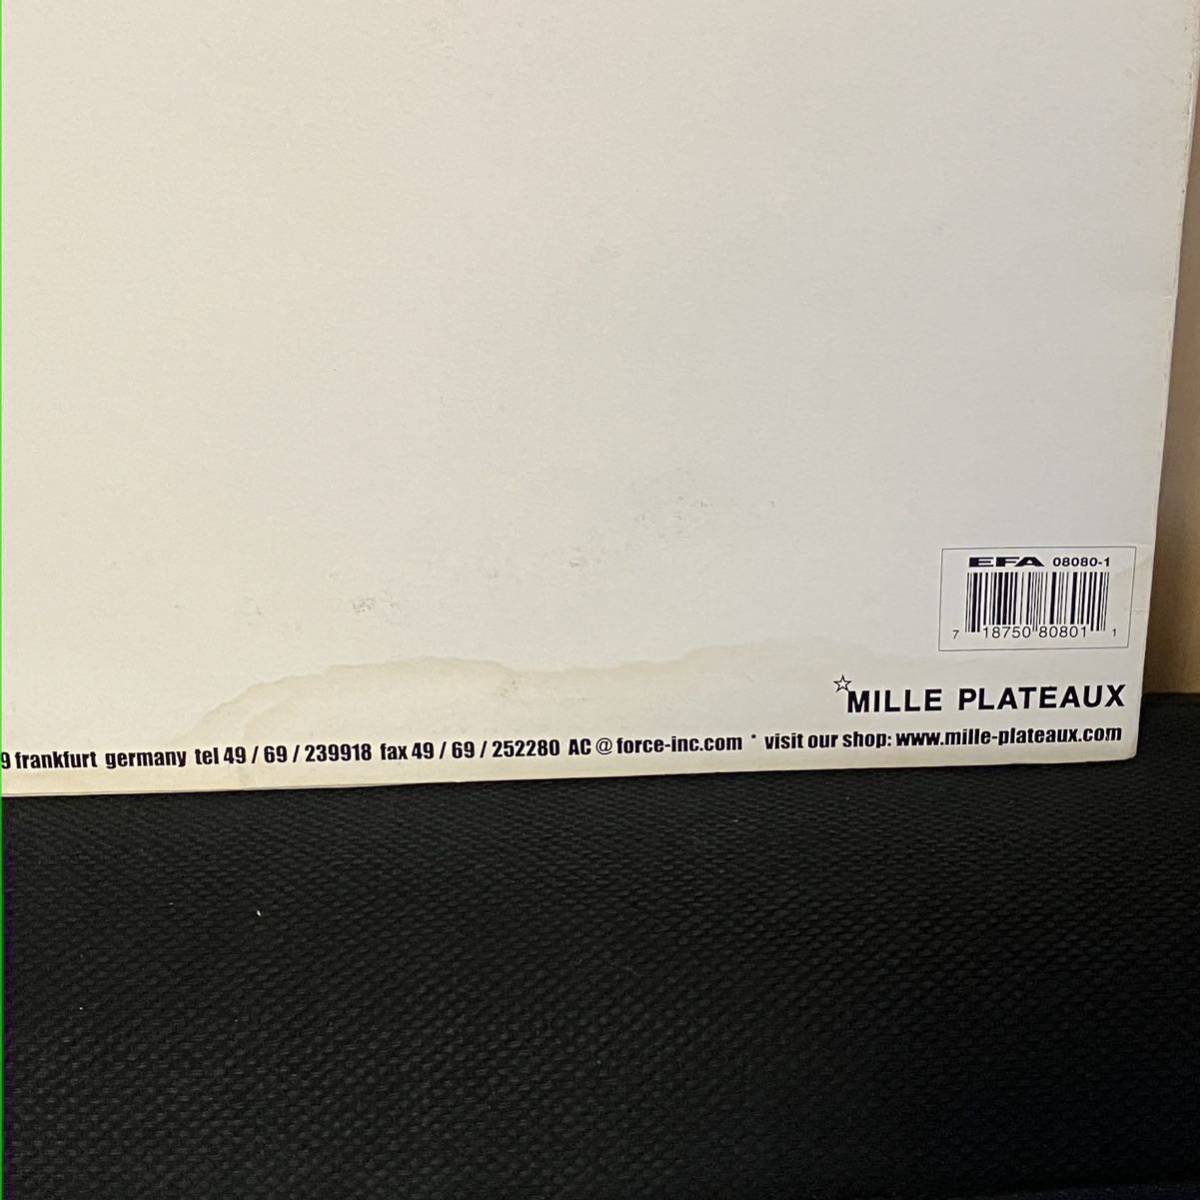 EFA 08080-1
7 18750 80801 1
☆MILLE PLATEAUX
9 frankfurt germany tel 49 / 69 / 239918 fax 49 / 69 / 252280 AC @ force-inc.com * visit our shop: www.mille-plateaux.com